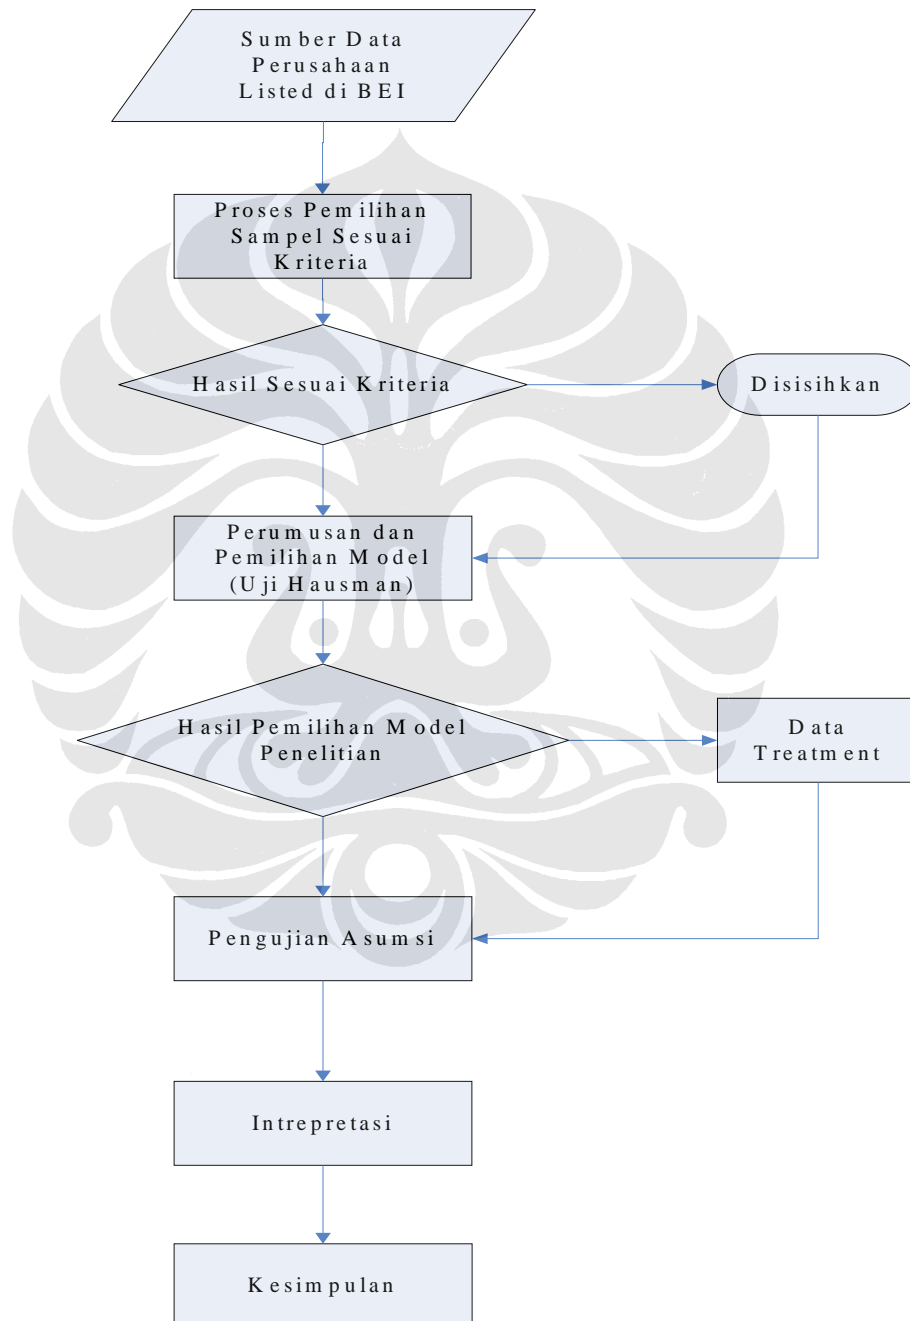 Sumber Data
Perusahaan
Listed di BEI
Proses Pemilihan
Sampel Sesuai
Kriteria
Hasil Sesuai Kriteria
Disisihkan
Perumusan dan
Pemilihan Model
(Uji Hausman)
Hasil Pemilihan Model
Penelitian
Data
Treatment
Pengujian Asumsi
Intrepretasi
Kesimpulan